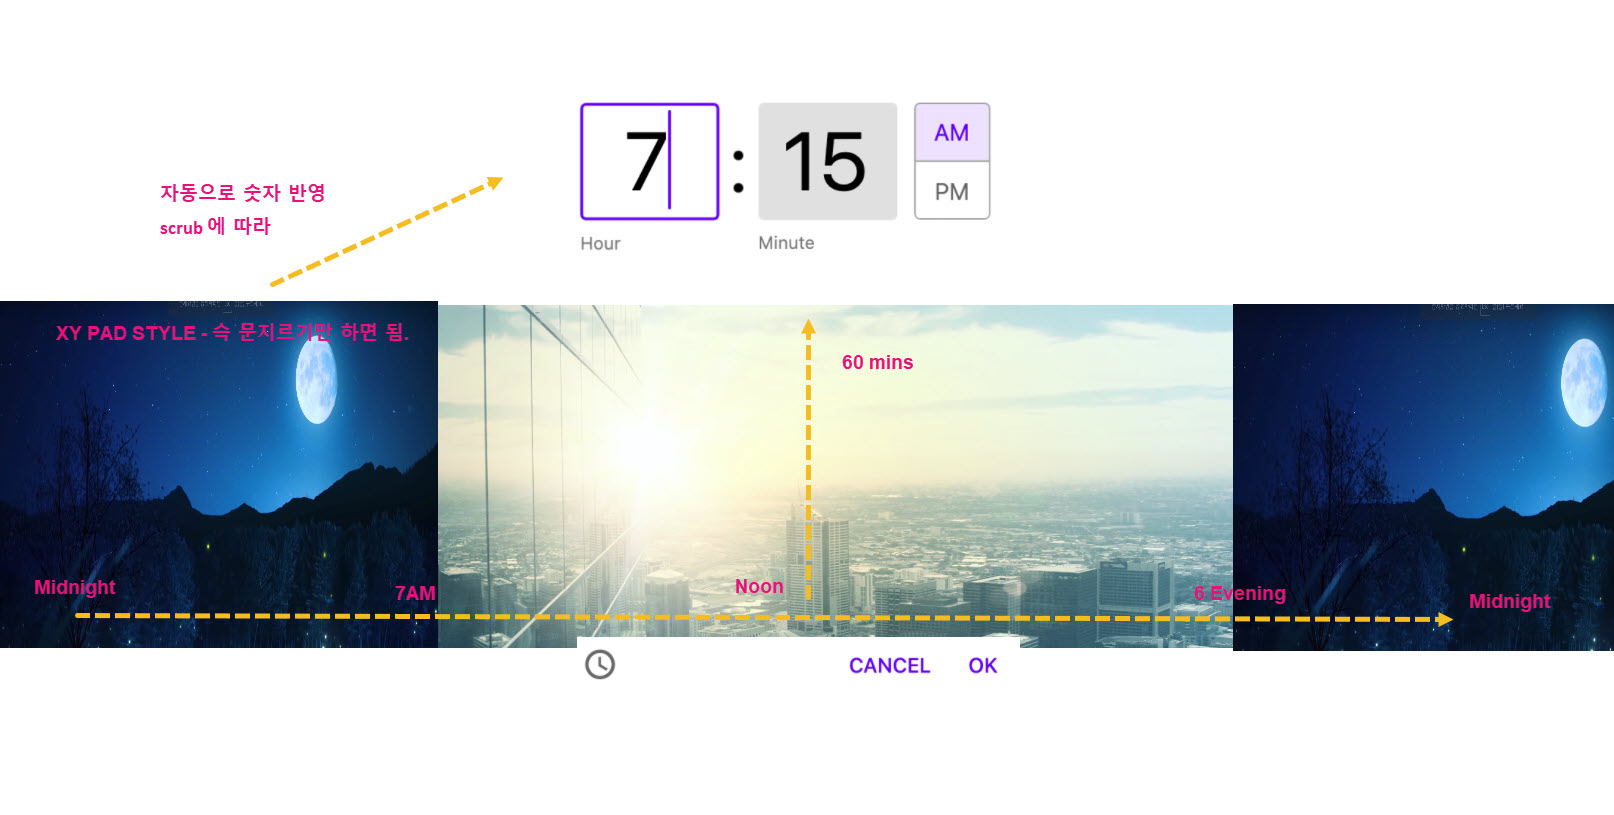 7 : 15
AM
PM
Hour
Minute
자동으로 숫자 반영
scrub 에 따라
XY PAD STYLE - 슥 문지르기만 하면 됨.
60 mins
Midnight
7AM
Noon
6 Evening
Midnight
CANCEL
OK